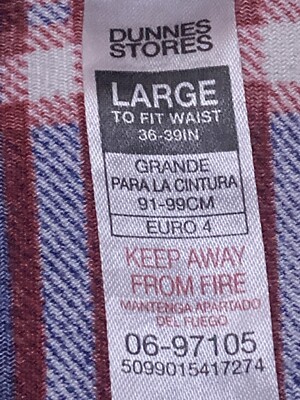 DUNNES
STORES
LARGE
TO FIT WAIST
36-39IN
GRANDE
PARA LA CINTURA
91-99CM
EURO 4
KEEP AWAY
FROM FIRE
MANTENGA APARTADO
DEL FUEGO
06-97105
5099015417274